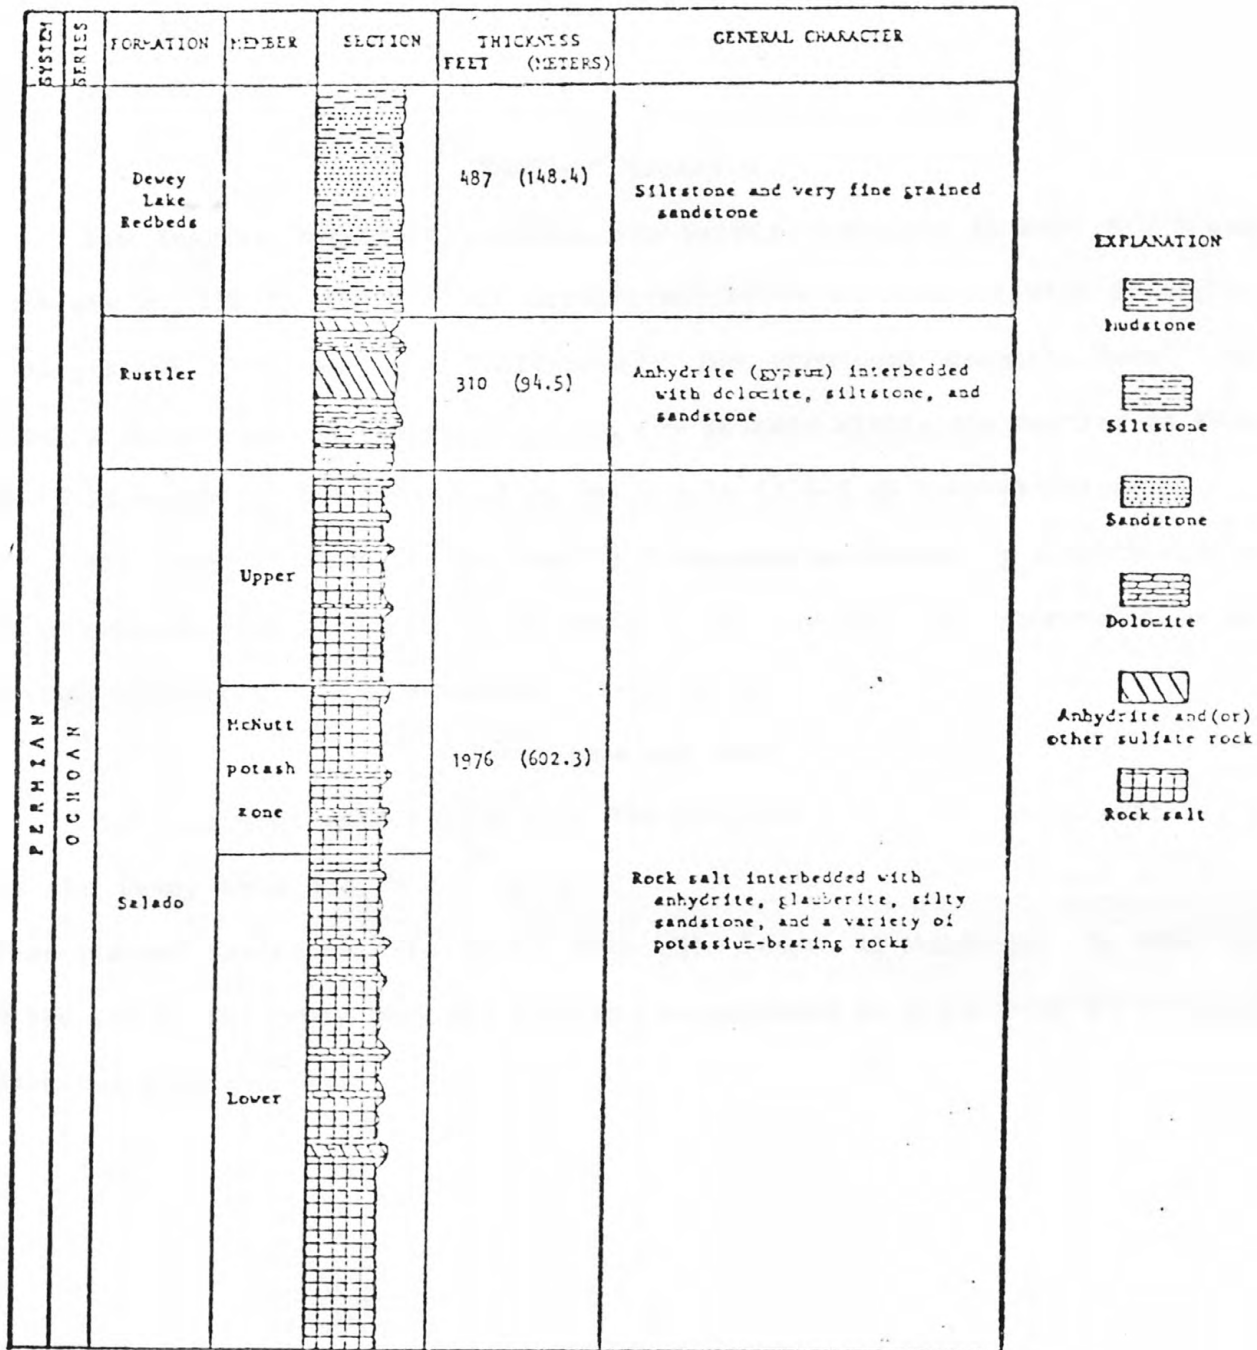 SYSTEM
SERIES
FORMATION
MEMBER
SECTION
THICKNESS
FEET (METERS)
GENERAL CHARACTER
PERMIAN
OCHOAN
Dewey
Lake
Redbeds
487 (148.4)
Siltstone and very fine grained
sandstone
Rustler
310 (94.5)
Anhydrite (gypsum) interbedded
with dolomite, siltstone, and
sandstone
Salado
Upper
McNutt
potash
zone
Lower
1976 (602.3)
Rock salt interbedded with
anhydrite, glauberite, silty
sandstone, and a variety of
potassium-bearing rocks
EXPLANATION
Mudstone
Siltstone
Sandstone
Dolomite
Anhydrite and(or)
other sulfate rock
Rock salt